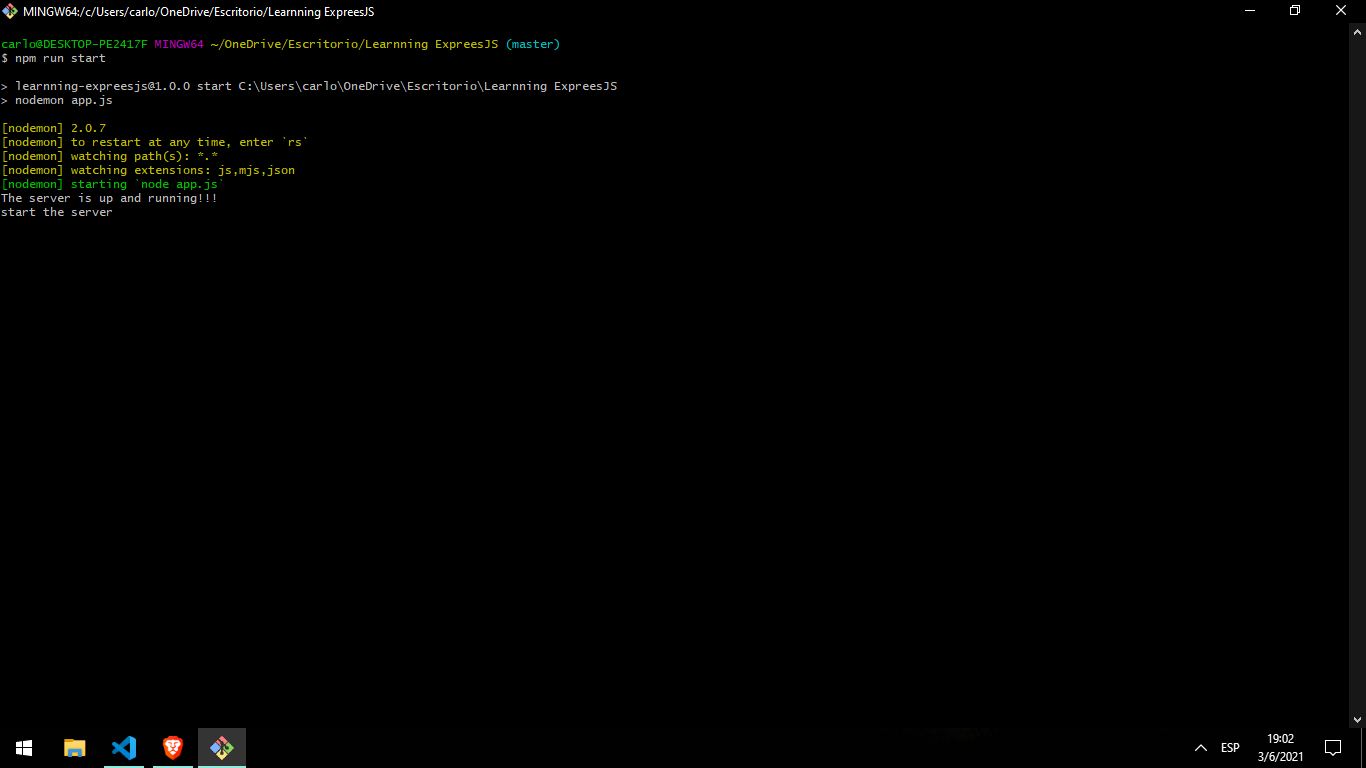 MINGW64:/c/Users/carlo/OneDrive/Escritorio/Learnning ExpreesJS
carlo@DESKTOP-PE2417F MINGW64 ~/OneDrive/Escritorio/Learnning ExpreesJS (master)
$ npm run start
> learnning-expreesjs@1.0.0 start C:\Users\carlo\OneDrive\Escritorio\Learnning ExpreesJS
> nodemon app.js
[nodemon] 2.0.7
[nodemon] to restart at any time, enter `rs`
[nodemon] watching path(s): *.*
[nodemon] watching extensions: js,mjs,json
[nodemon] starting `node app.js`
The server is up and running!!!
start the server
ESP
19:02
3/6/2021